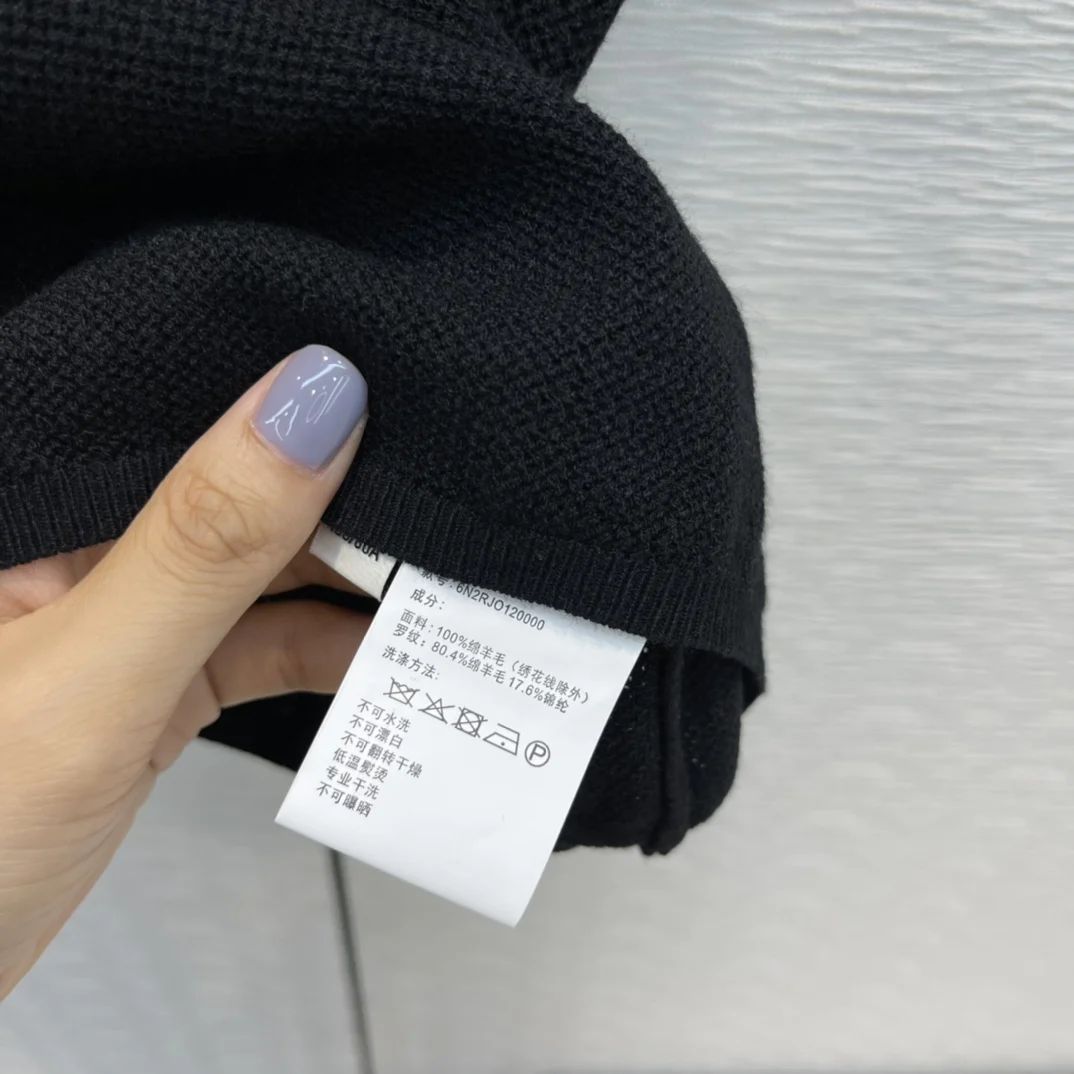 款号: 6N2RJO120000
成分:
面料: 100%绵羊毛（绣花线除外）
罗纹: 80.4%绵羊毛 17.6%锦纶
洗涤方法:
P
不可水洗
不可漂白
不可翻转干燥
低温熨烫
专业干洗
不可曝晒